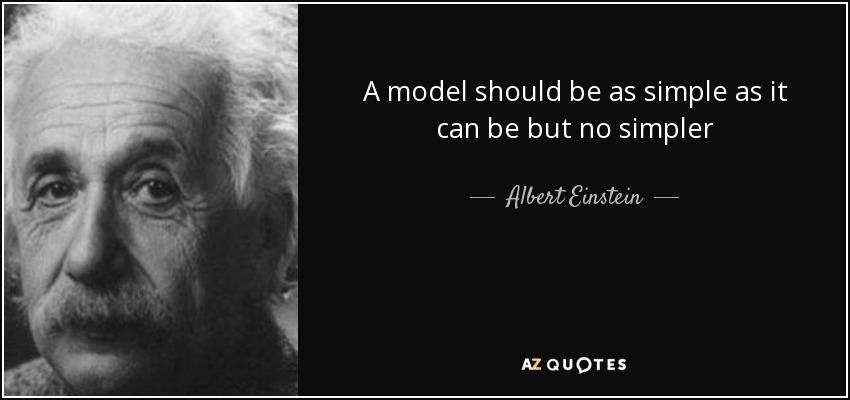 A model should be as simple as it
can be but no simpler
— Albert Einstein —
AZ QUOTES